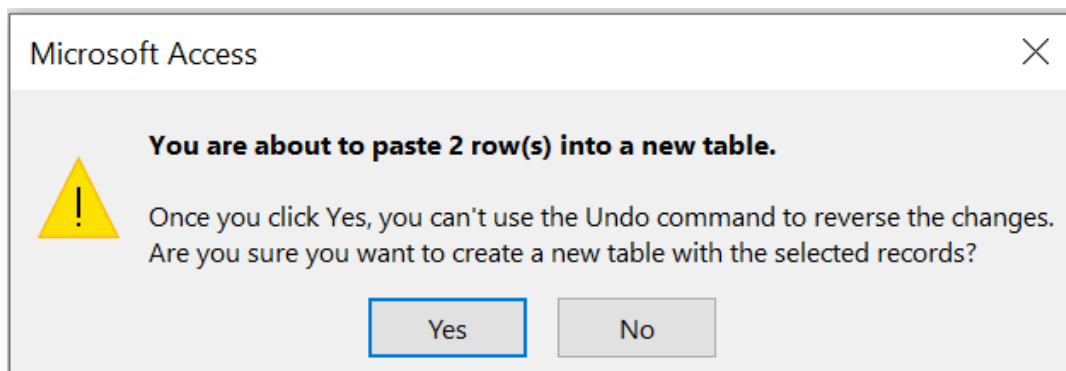 Microsoft Access
You are about to paste 2 row(s) into a new table.
!
Once you click Yes, you can't use the Undo command to reverse the changes.
Are you sure you want to create a new table with the selected records?
Yes No